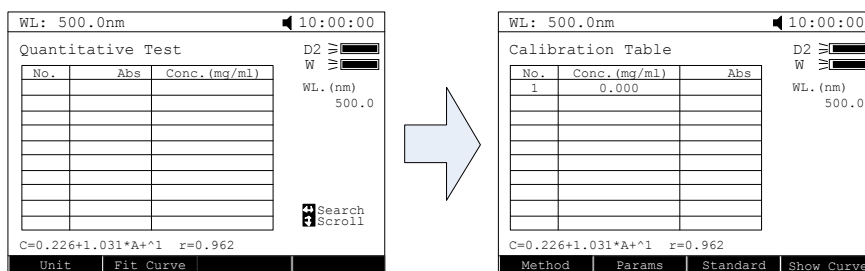 WL: 500.0nm 10:00:00
Quantitative Test
D2
W
No. Abs Conc.(mg/ml)
WL.(nm)
500.0
Search
Scroll
C=0.226+1.031*A+^1 r=0.962
Unit Fit Curve
WL: 500.0nm 10:00:00
Calibration Table
D2
W
No. Conc.(mg/ml) Abs
1 0.000
WL.(nm)
500.0
C=0.226+1.031*A+^1 r=0.962
Method Params Standard Show Curve